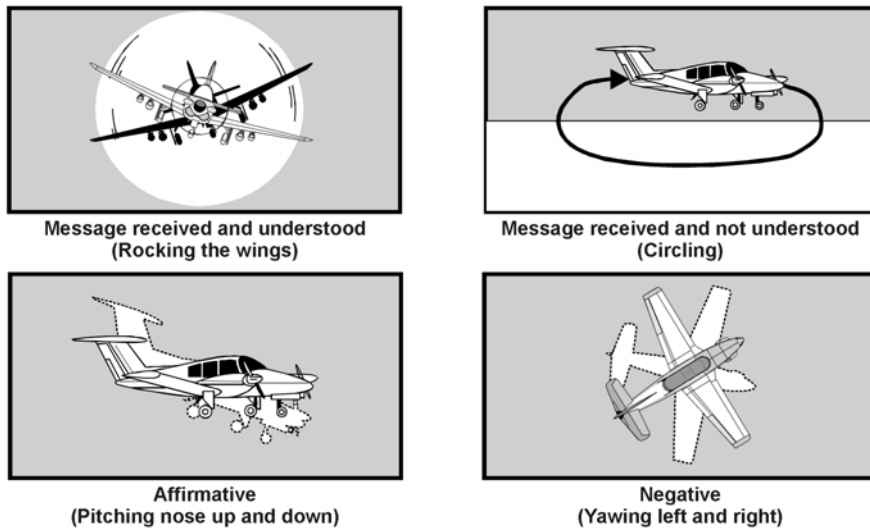 Message received and understood
(Rocking the wings)
Message received and not understood
(Circling)
Affirmative
(Pitching nose up and down)
Negative
(Yawing left and right)